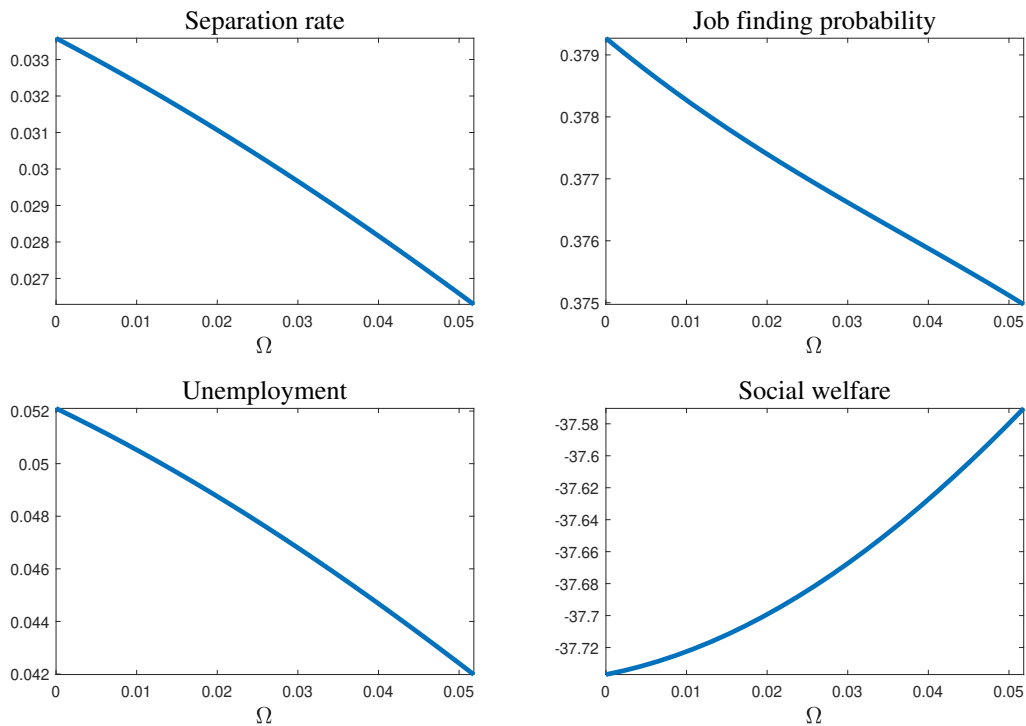 Separation rate
0.033
0.032
0.031
0.03
0.029
0.028
0.027
0 0.01 0.02 0.03 0.04 0.05
Ω
Job finding probability
0.379
0.378
0.377
0.376
0.375
0 0.01 0.02 0.03 0.04 0.05
Ω
Unemployment
0.052
0.05
0.048
0.046
0.044
0.042
0 0.01 0.02 0.03 0.04 0.05
Ω
Social welfare
-37.58
-37.6
-37.62
-37.64
-37.66
-37.68
-37.7
-37.72
0 0.01 0.02 0.03 0.04 0.05
Ω